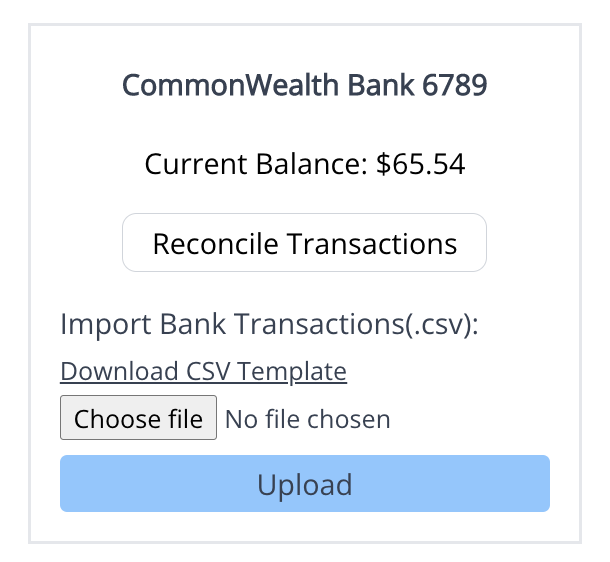 CommonWealth Bank 6789
Current Balance: $65.54
Reconcile Transactions
Import Bank Transactions(.csv):
Download CSV Template
Choose file No file chosen
Upload